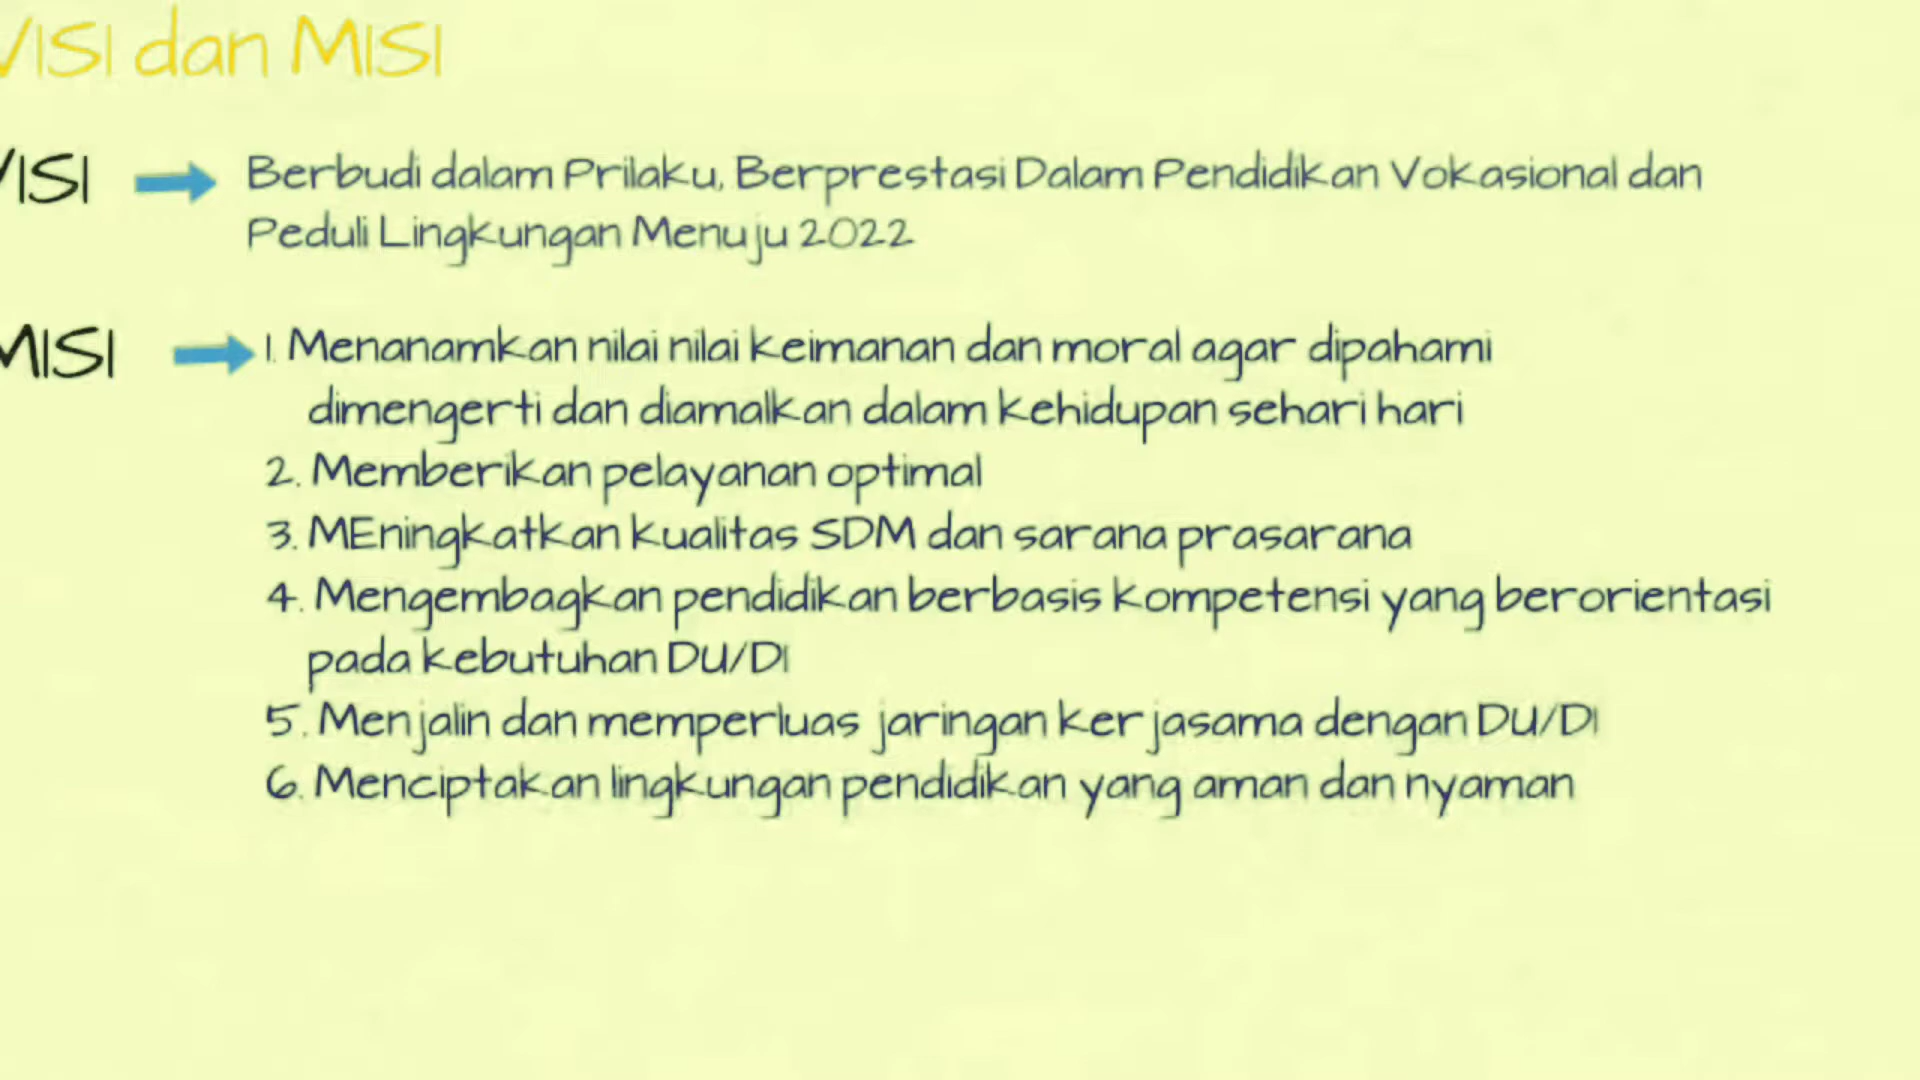 VISI dan MISI
VISI
Berbudi dalam Prilaku, Berprestasi Dalam Pendidikan Vokasional dan
Peduli Lingkungan Menuju 2022
MISI
1. Menanamkan nilai nilai keimanan dan moral agar dipahami
dimengerti dan diamalkan dalam kehidupan sehari hari
2. Memberikan pelayanan optimal
3. MEningkatkan kualitas SDM dan sarana prasarana
4. Mengembagkan pendidikan berbasis kompetensi yang berorientasi
pada kebutuhan DU/DI
5. Menjalin dan memperluas jaringan kerjasama dengan DU/DI
6. Menciptakan lingkungan pendidikan yang aman dan nyaman